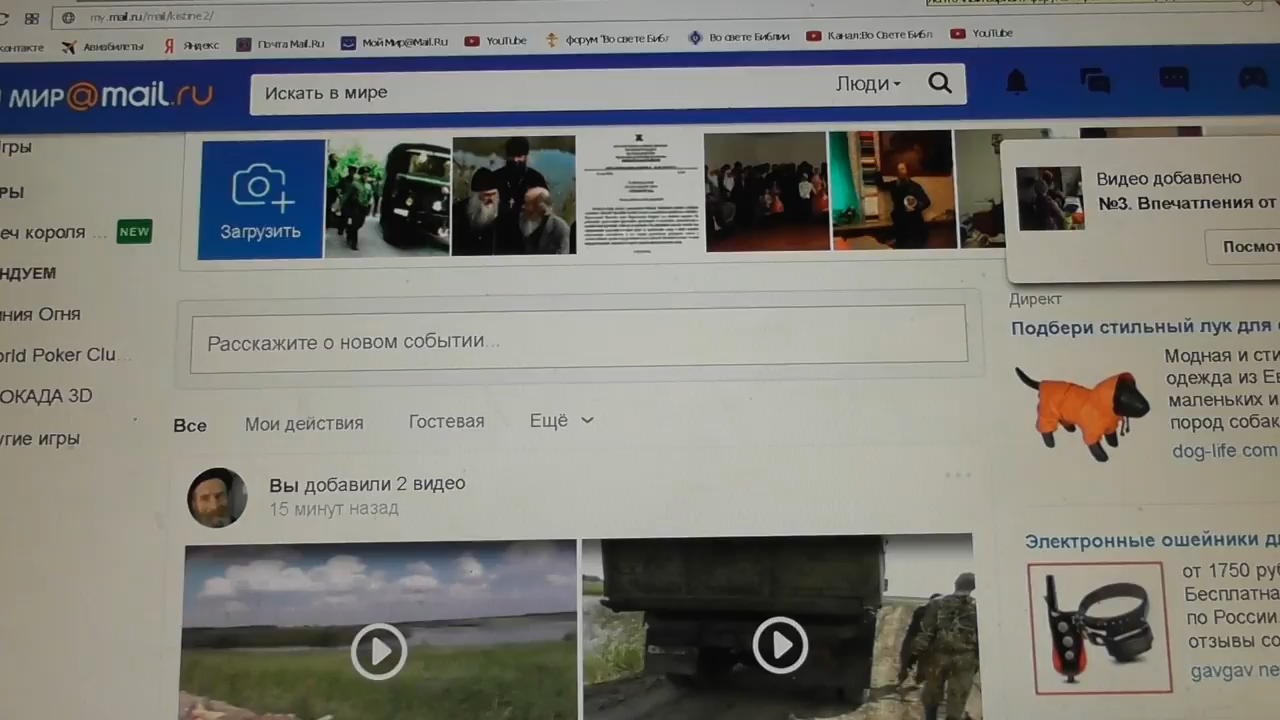 my.mail.ru/mail/kistine2/
контакте Авиабилеты Яндекс Почта Mail.Ru Мой Мир@Mail.Ru YouTube форум "Во свете Библ Во свете Библии Канал:Во Свете Библ YouTube
МИР@mail.ru
Искать в мире
Люди
Игры
РЫ
еч короля ... NEW
НДУЕМ
ния Огня
orld Poker Clu...
ОКАДА 3D
угие игры
Загрузить
Видео добавлено
№3. Впечатления от
Посмот
Расскажите о новом событии...
Все Мои действия Гостевая Ещё
Вы добавили 2 видео
15 минут назад
Директ
Подбери стильный лук для
Модная и сти
одежда из Ев
маленьких и
пород собак
dog-life.com
Электронные ошейники д
от 1750 руб
Бесплатна
по России
отзывы со
gavgav.ne